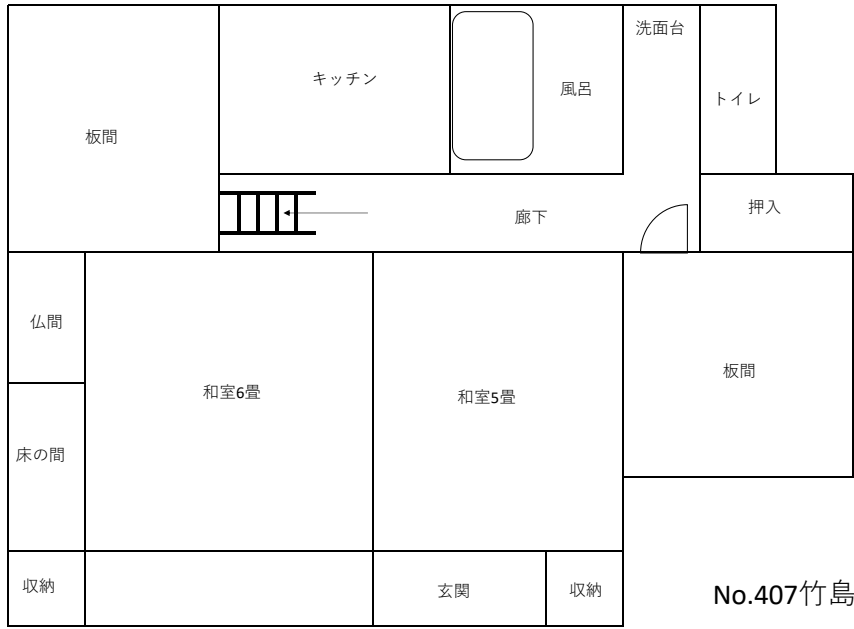 洗面台
キッチン
風呂
トイレ
板間
押入
廊下
仏間
板間
和室6畳
和室5畳
床の間
収納
玄関
収納
No.407竹島